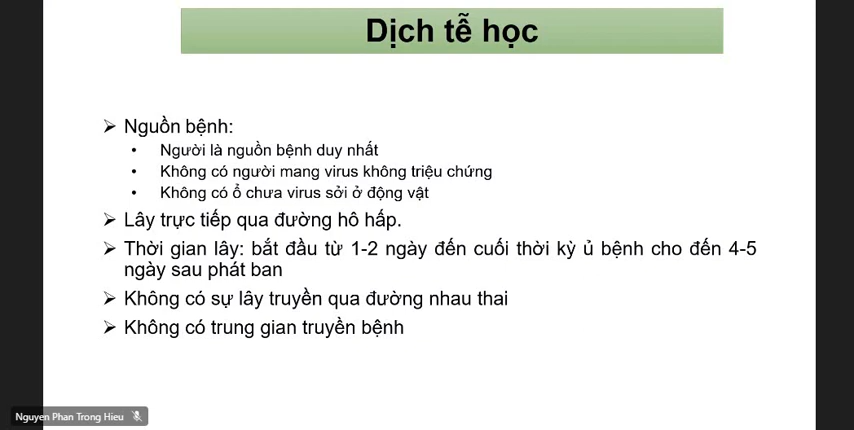 Dịch tễ học
➢ Nguồn bệnh:
• Người là nguồn bệnh duy nhất
• Không có người mang virus không triệu chứng
• Không có ổ chưa virus sởi ở động vật
➢ Lây trực tiếp qua đường hô hấp.
➢ Thời gian lây: bắt đầu từ 1-2 ngày đến cuối thời kỳ ủ bệnh cho đến 4-5
ngày sau phát ban
➢ Không có sự lây truyền qua đường nhau thai
➢ Không có trung gian truyền bệnh
Nguyen Phan Trong Hieu